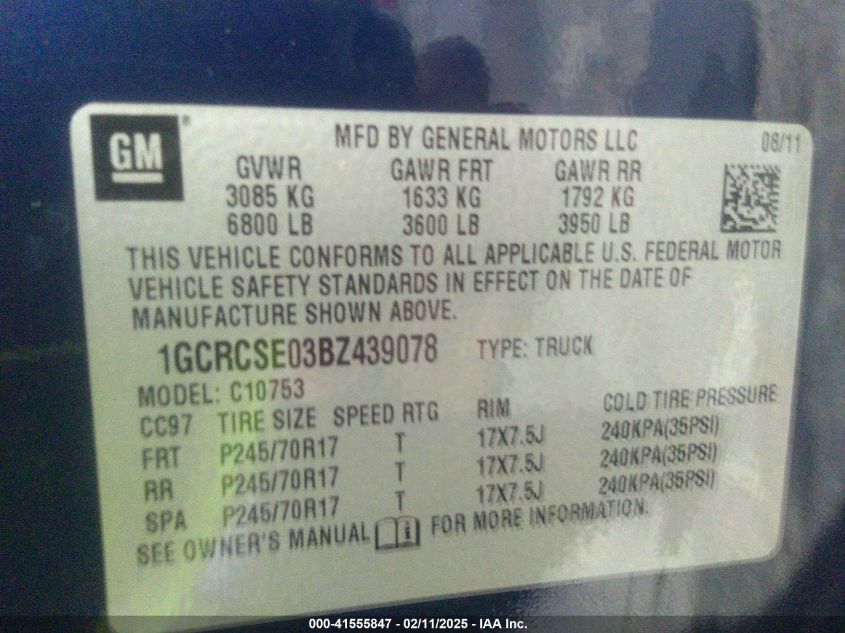 GM®
MFD BY GENERAL MOTORS LLC 08/11
GVWR GAWR FRT GAWR RR
3085 KG 1633 KG 1792 KG
6800 LB 3600 LB 3950 LB
THIS VEHICLE CONFORMS TO ALL APPLICABLE U.S. FEDERAL MOTOR
VEHICLE SAFETY STANDARDS IN EFFECT ON THE DATE OF
MANUFACTURE SHOWN ABOVE.
1GCRCSE03BZ439078 TYPE: TRUCK
MODEL: C10753
CC97 TIRE SIZE SPEED RTG RIM COLD TIRE PRESSURE
FRT P245/70R17 T 17X7.5J 240KPA(35PSI)
RR P245/70R17 T 17X7.5J 240KPA(35PSI)
SPA P245/70R17 T 17X7.5J 240KPA(35PSI)
SEE OWNER'S MANUAL i FOR MORE INFORMATION.
000-41555847 - 02/11/2025 - IAA Inc.